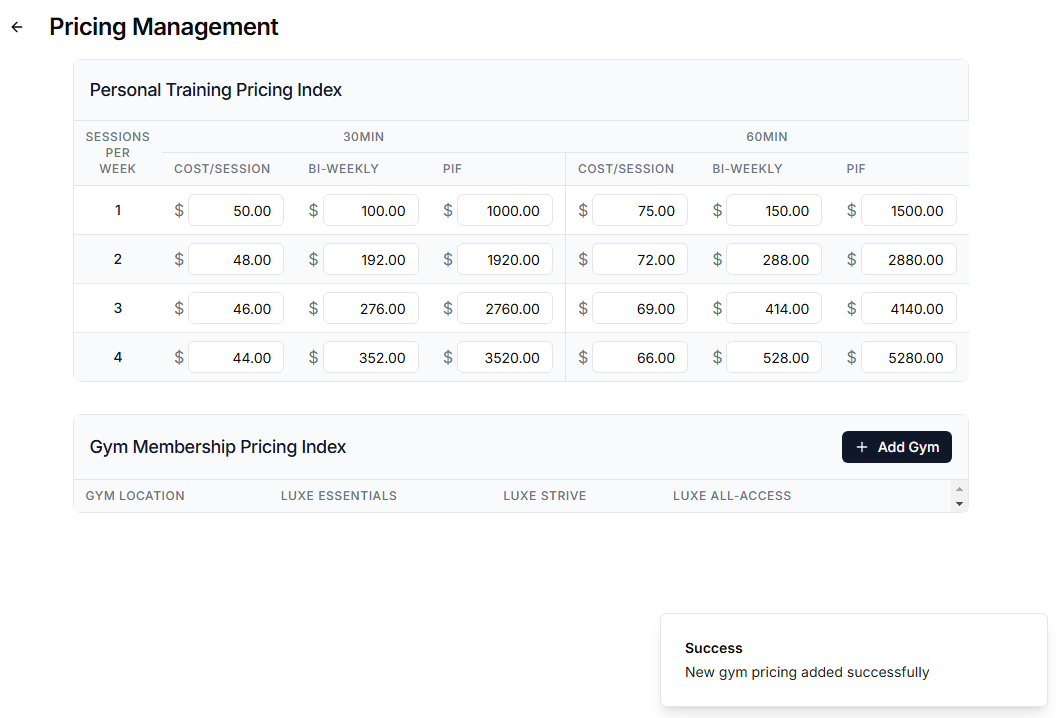 Pricing Management
Personal Training Pricing Index
SESSIONS PER WEEK
30MIN
60MIN
COST/SESSION BI-WEEKLY PIF COST/SESSION BI-WEEKLY PIF
1 $ 50.00 $ 100.00 $ 1000.00 $ 75.00 $ 150.00 $ 1500.00
2 $ 48.00 $ 192.00 $ 1920.00 $ 72.00 $ 288.00 $ 2880.00
3 $ 46.00 $ 276.00 $ 2760.00 $ 69.00 $ 414.00 $ 4140.00
4 $ 44.00 $ 352.00 $ 3520.00 $ 66.00 $ 528.00 $ 5280.00
Gym Membership Pricing Index
+ Add Gym
GYM LOCATION LUXE ESSENTIALS LUXE STRIVE LUXE ALL-ACCESS
Success
New gym pricing added successfully